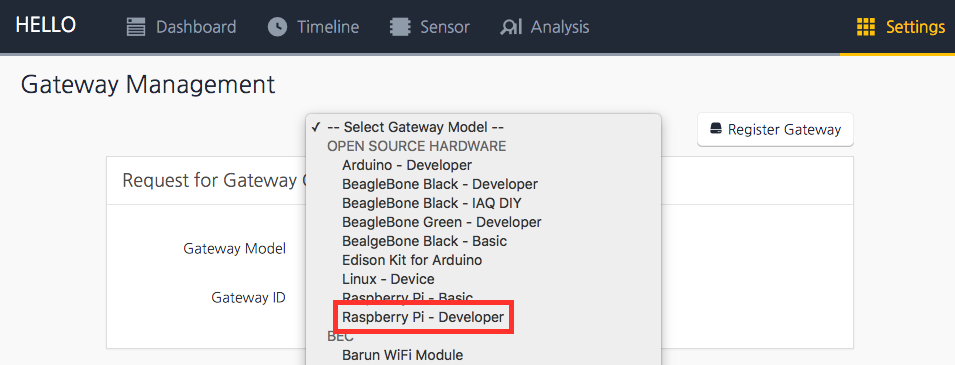 HELLO Dashboard Timeline Sensor Analysis Settings
Gateway Management
✓ -- Select Gateway Model --
Register Gateway
OPEN SOURCE HARDWARE
Arduino - Developer
Request for Gateway
BeagleBone Black - Developer
BeagleBone Black - IAQ DIY
BeagleBone Green - Developer
BealgeBone Black - Basic
Gateway Model
Edison Kit for Arduino
Linux - Device
Raspberry Pi - Basic
Gateway ID
Raspberry Pi - Developer
BEC
Barun WiFi Module